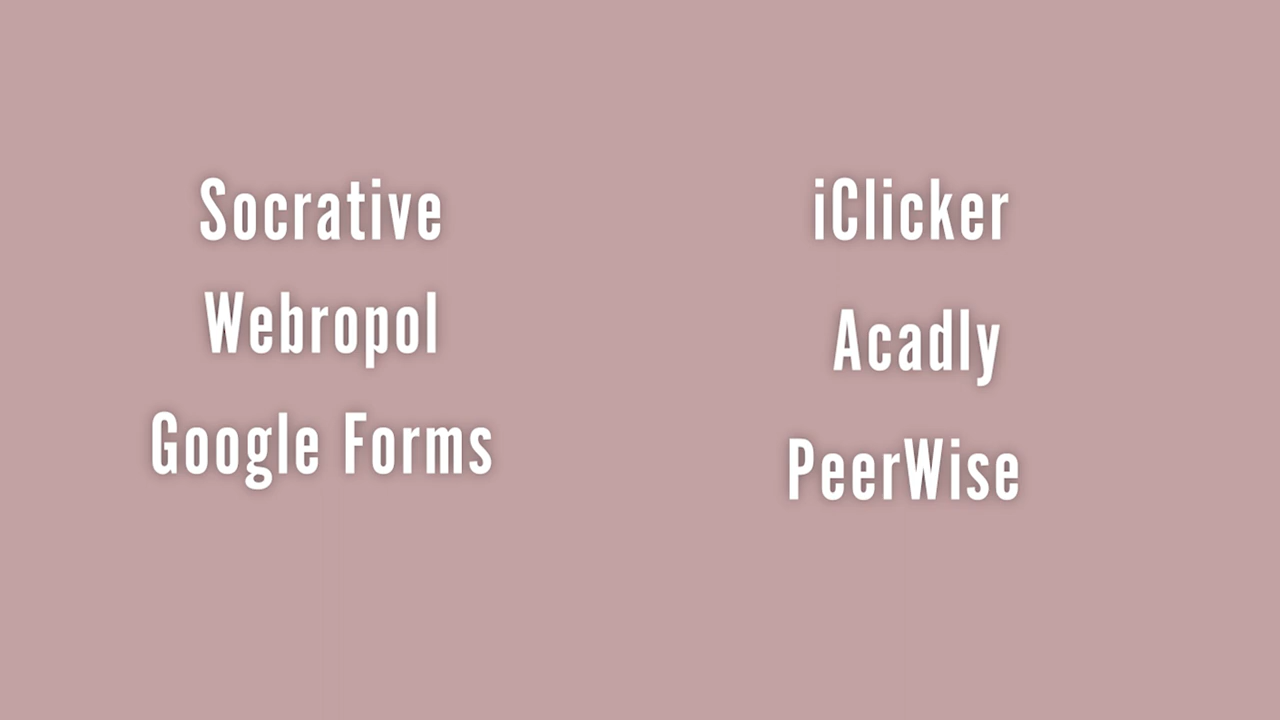 Socrative
Webropol
Google Forms
iClicker
Acadly
PeerWise